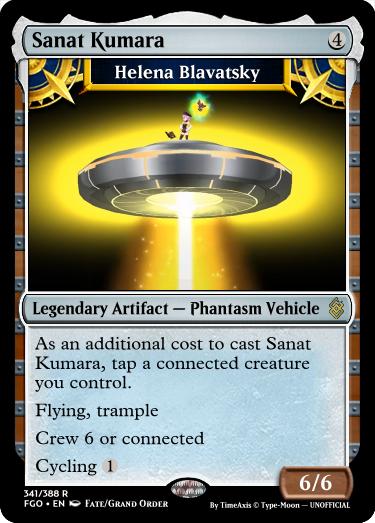 Sanat Kumara 4
Helena Blavatsky
Legendary Artifact — Phantasm Vehicle
As an additional cost to cast Sanat
Kumara, tap a connected creature
you control.
Flying, trample
Crew 6 or connected
Cycling 1
6/6
341/388 R
FGO • EN Fate/Grand Order
By TimeAxis © Type-Moon — UNOFFICIAL